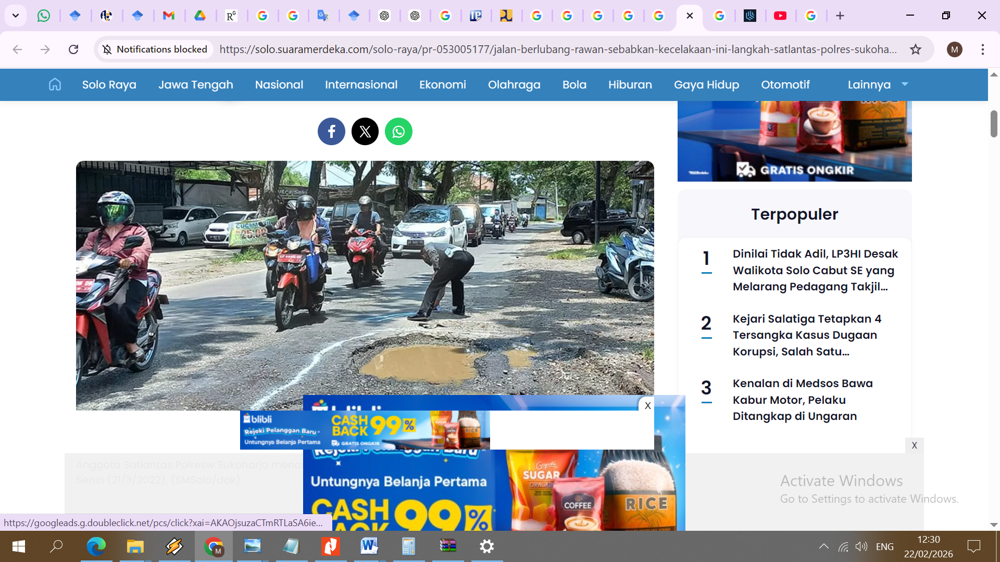 Notifications blocked
https://solo.suaramerdeka.com/solo-raya/pr-053005177/jalan-berlubang-rawan-sebabkan-kecelakaan-ini-langkah-satlantas-polres-sukoha...
M
Solo Raya Jawa Tengah Nasional Internasional Ekonomi Olahraga Bola Hiburan Gaya Hidup Otomotif Lainnya
GRATIS ONGKIR
Terpopuler
1
Dinilai Tidak Adil, LP3HI Desak
Walikota Solo Cabut SE yang
Melarang Pedagang Takjil...
2
Kejari Salatiga Tetapkan 4
Tersangka Kasus Dugaan
Korupsi, Salah Satu...
3
Kenalan di Medsos Bawa
Kabur Motor, Pelaku
Ditangkap di Ungaran
X
blibli
Rejeki Pelanggan Baru
Untungnya Belanja Pertama
CASH
BACK 99%
GRATIS ONGKIR
RICE
X
Anggota Satlantas Polresw Sukoharjo
Senin (21/3/2022). (SMSolo/dok)
Rejeki Pelanggan Baru
Untungnya Belanja Pertama
CASH
99%
SUGAR
COFFEE
RICE
Activate Windows
Go to Settings to activate Windows.
https://googleads.g.doubleclick.net/pcs/click?xai=AKAOjsuzaCTmRTLaSA6ie...
ENG
12:30
22/02/2026